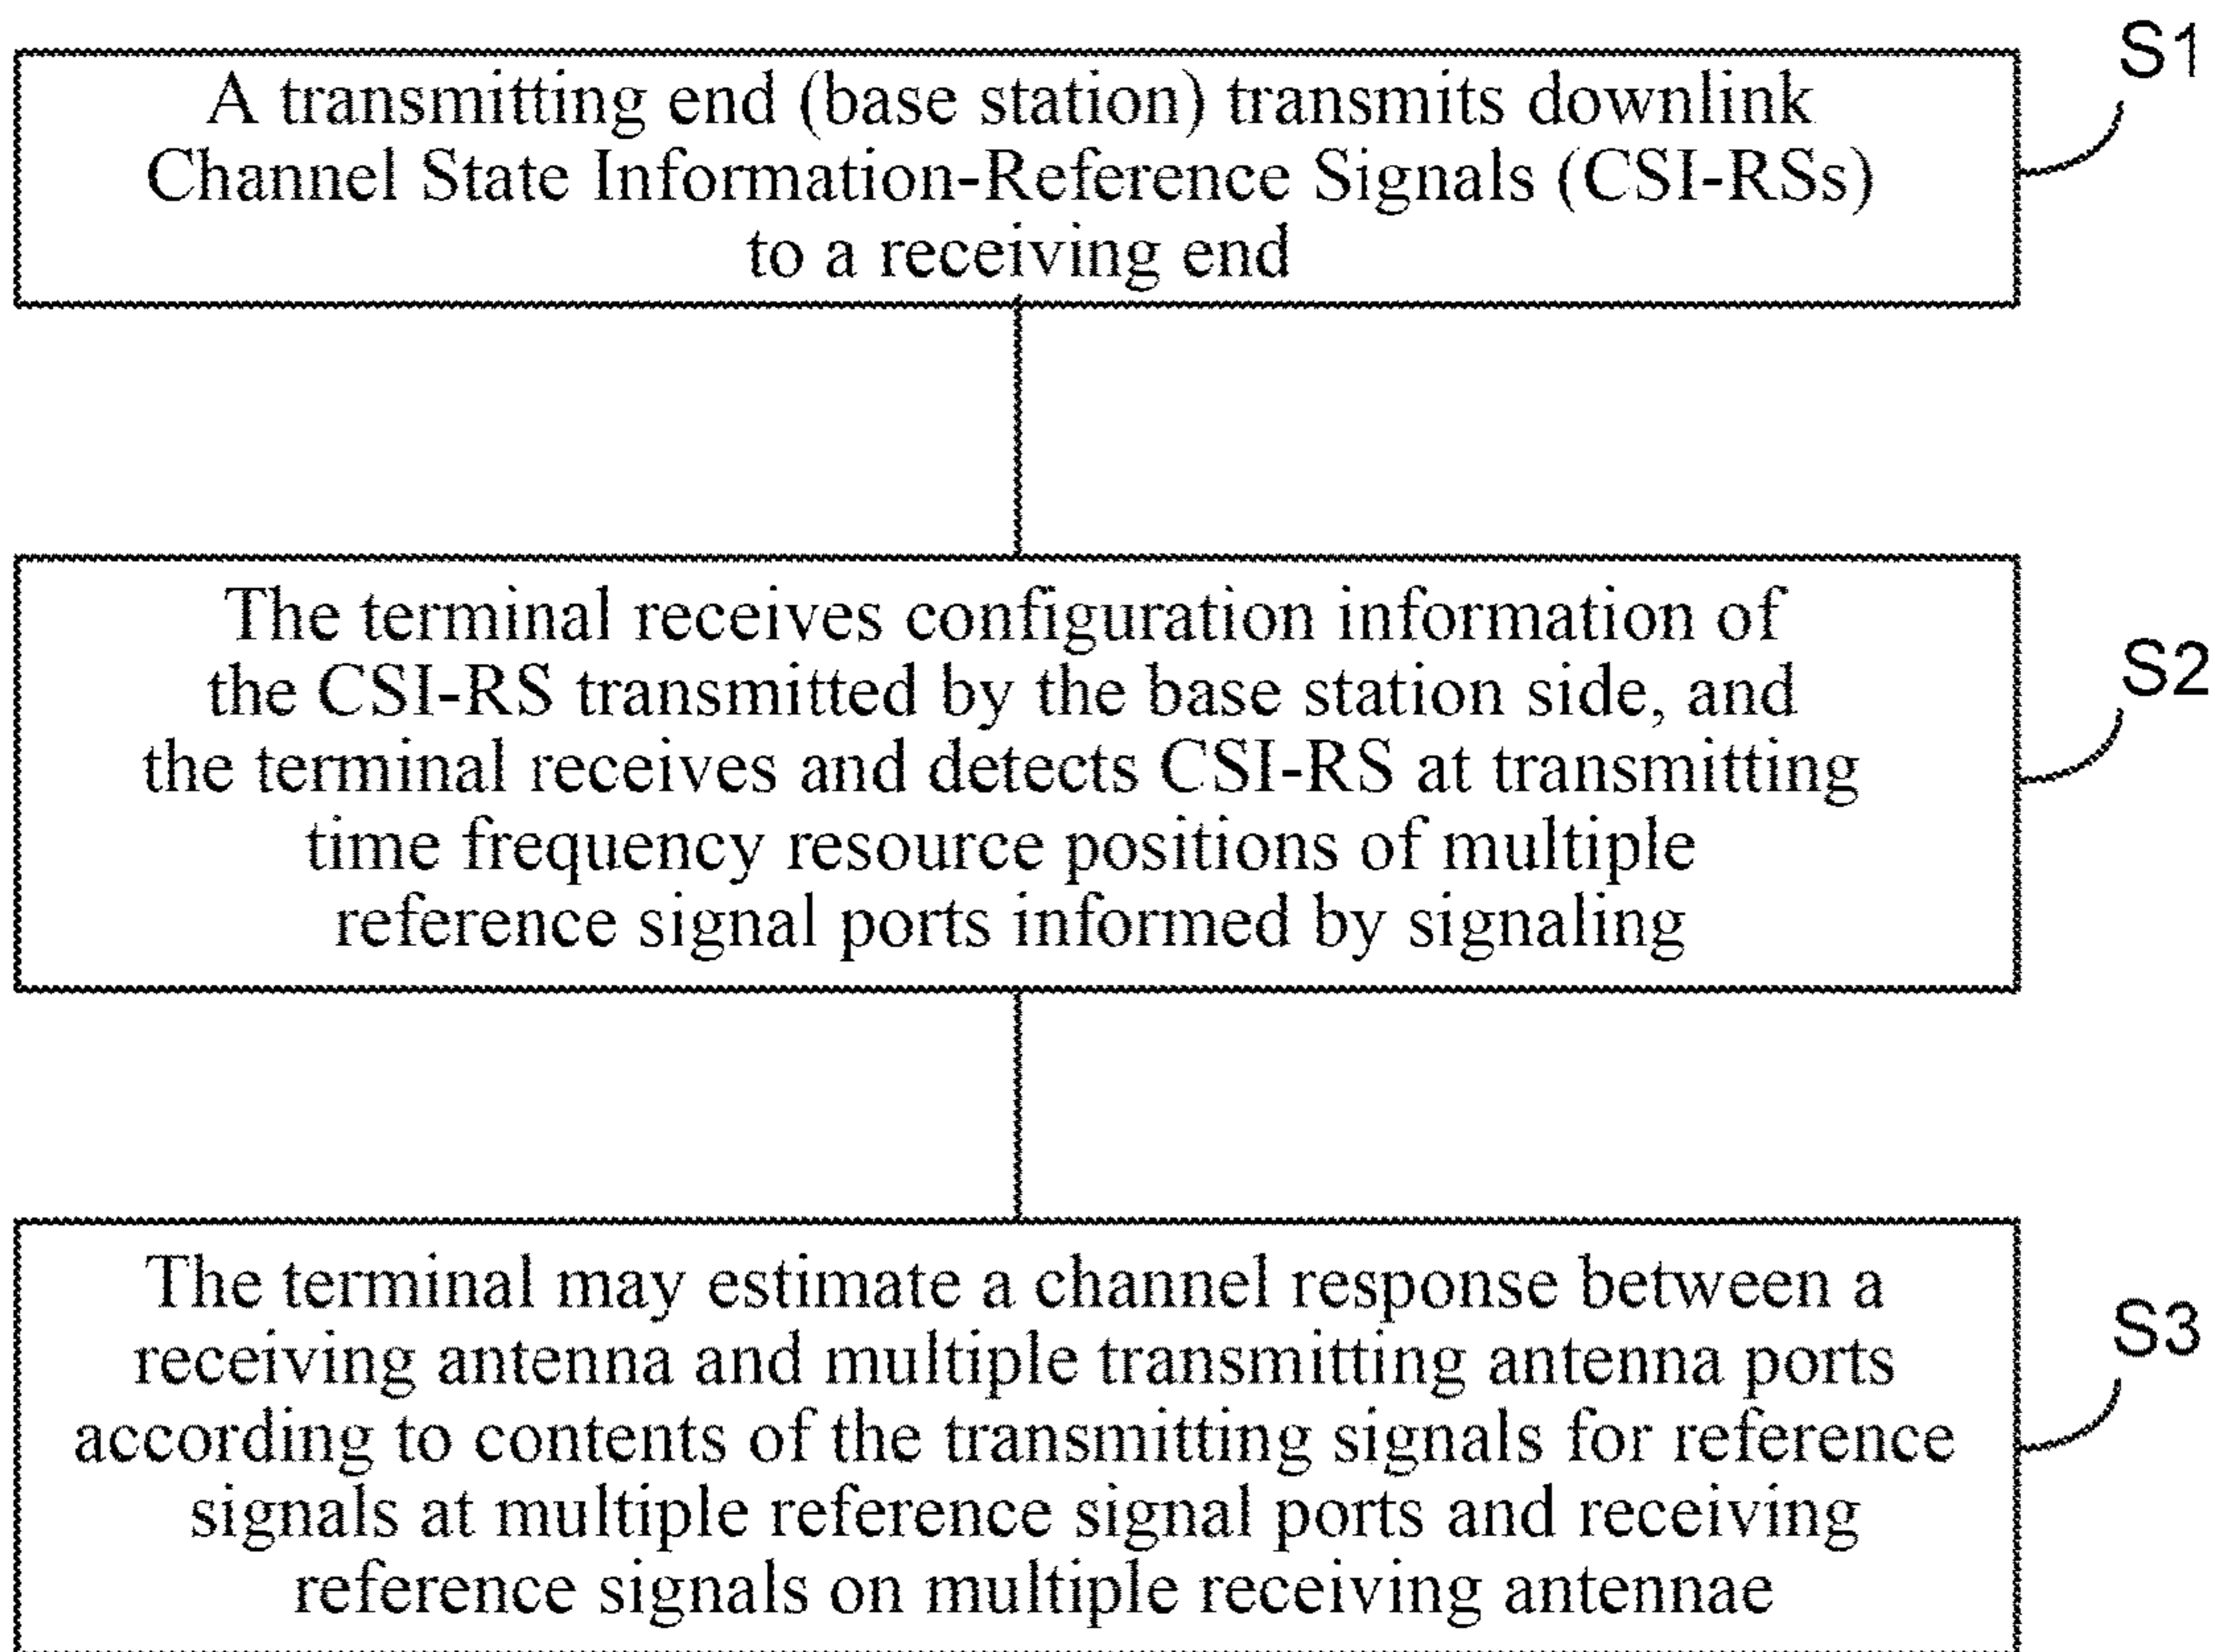 S1
A transmitting end (base station) transmits downlink
Channel State Information-Reference Signals (CSI-RSs)
to a receiving end
S2
The terminal receives configuration information of
the CSI-RS transmitted by the base station side, and
the terminal receives and detects CSI-RS at transmitting
time frequency resource positions of multiple
reference signal ports informed by signaling
S3
The terminal may estimate a channel response between a
receiving antenna and multiple transmitting antenna ports
according to contents of the transmitting signals for reference
signals at multiple reference signal ports and receiving
reference signals on multiple receiving antennae